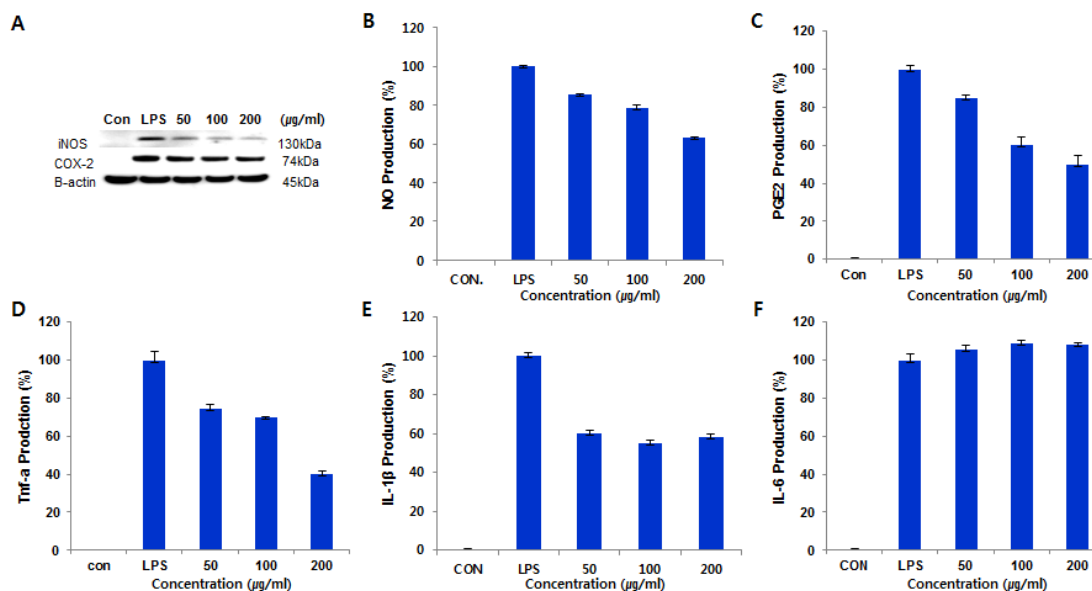 A
Con LPS 50 100 200 (μg/ml)
iNOS 130kDa
COX-2 74kDa
B-actin 45kDa
B
NO Production (%)
120
100
80
60
40
20
0
CON. LPS 50 100 200
Concentration (μg/ml)
C
PGE2 Production (%)
120
100
80
60
40
20
0
Con LPS 50 100 200
Concentration (μg/ml)
D
Tnf-a Prodction (%)
120
100
80
60
40
20
0
con LPS 50 100 200
Concentration (μg/ml)
E
IL-1β Production (%)
120
100
80
60
40
20
0
CON. LPS 50 100 200
Concentration (μg/ml)
F
IL-6 Production (%)
120
100
80
60
40
20
0
CON LPS 50 100 200
Concentration (μg/ml)